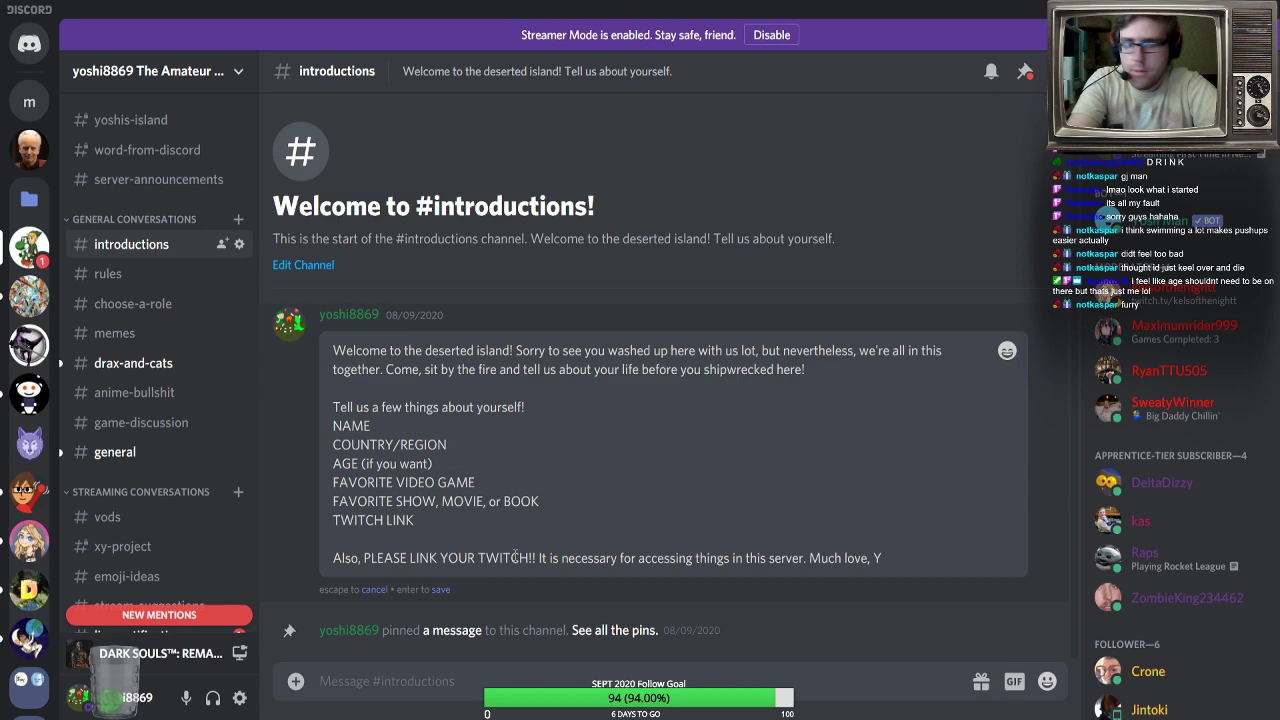 DISCORD
Streamer Mode is enabled. Stay safe, friend.
Disable
yoshi8869 The Amateur ...
introductions
Welcome to the deserted island! Tell us about yourself.
m
yoshis-island
word-from-discord
server-announcements
GENERAL CONVERSATIONS
introductions
rules
choose-a-role
memes
drax-and-cats
anime-bullshit
game-discussion
general
STREAMING CONVERSATIONS
vods
xy-project
emoji-ideas
NEW MENTIONS
DARK SOULS™: REMA...
8869
1
Welcome to #introductions!
This is the start of the #introductions channel. Welcome to the deserted island! Tell us about yourself.
Edit Channel
yoshi8869 08/09/2020
Welcome to the deserted island! Sorry to see you washed up here with us lot, but nevertheless, we're all in this
together. Come, sit by the fire and tell us about your life before you shipwrecked here!
Tell us a few things about yourself!
NAME
COUNTRY/REGION
AGE (if you want)
FAVORITE VIDEO GAME
FAVORITE SHOW, MOVIE, or BOOK
TWITCH LINK
Also, PLEASE LINK YOUR TWITCH!! It is necessary for accessing things in this server. Much love, Y
escape to cancel • enter to save
yoshi8869 pinned a message to this channel. See all the pins. 08/09/2020
Message #introductions
GIF
SEPT 2020 Follow Goal
94 (94.00%)
0
6 DAYS TO GO
100
D R I N K
notkaspar gj man
lmao look what i started
its all my fault
sorry guys hahaha
notkaspar i think swimming a lot makes pushups
easier actually
notkaspar didt feel too bad
notkaspar thought id just keel over and die
i feel like age shouldnt need to be on
there but thats just me lol
notkaspar furry
BOT
twitch.tv/kelsofthenightt
Maximumrider999
Games Completed: 3
RyanTTU505
SweatyWinner
Big Daddy Chillin'
APPRENTICE-TIER SUBSCRIBER—4
DeltaDizzy
kas
Raps
Playing Rocket League
ZombieKing234462
FOLLOWER—6
Crone
Jintoki